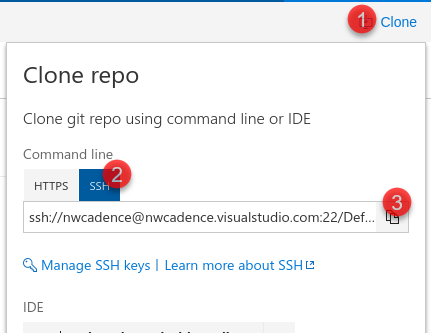 1 Clone
Clone repo
Clone git repo using command line or IDE
Command line
HTTPS SSH 2
ssh://nwcadence@nwcadence.visualstudio.com:22/Def... 3
Manage SSH keys | Learn more about SSH
IDE